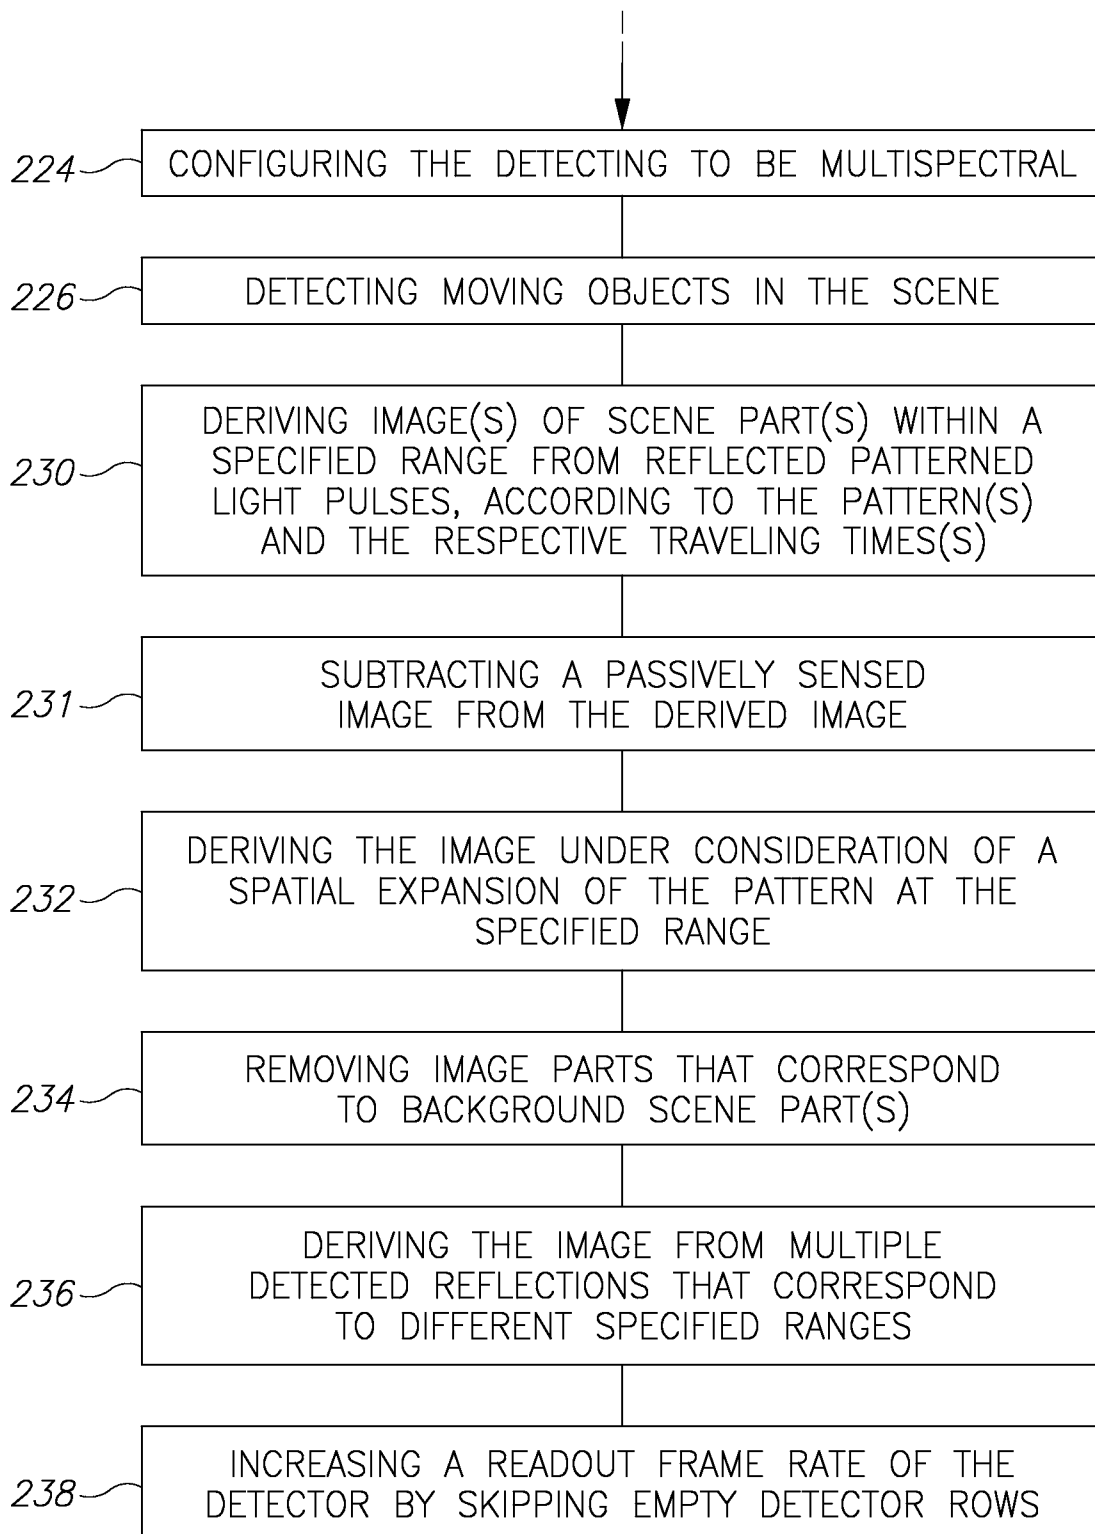 224
CONFIGURING THE DETECTING TO BE MULTISPECTRAL
226
DETECTING MOVING OBJECTS IN THE SCENE
230
DERIVING IMAGE(S) OF SCENE PART(S) WITHIN A
SPECIFIED RANGE FROM REFLECTED PATTERNED
LIGHT PULSES, ACCORDING TO THE PATTERN(S)
AND THE RESPECTIVE TRAVELING TIMES(S)
231
SUBTRACTING A PASSIVELY SENSED
IMAGE FROM THE DERIVED IMAGE
232
DERIVING THE IMAGE UNDER CONSIDERATION OF A
SPATIAL EXPANSION OF THE PATTERN AT THE
SPECIFIED RANGE
234
REMOVING IMAGE PARTS THAT CORRESPOND
TO BACKGROUND SCENE PART(S)
236
DERIVING THE IMAGE FROM MULTIPLE
DETECTED REFLECTIONS THAT CORRESPOND
TO DIFFERENT SPECIFIED RANGES
238
INCREASING A READOUT FRAME RATE OF THE
DETECTOR BY SKIPPING EMPTY DETECTOR ROWS